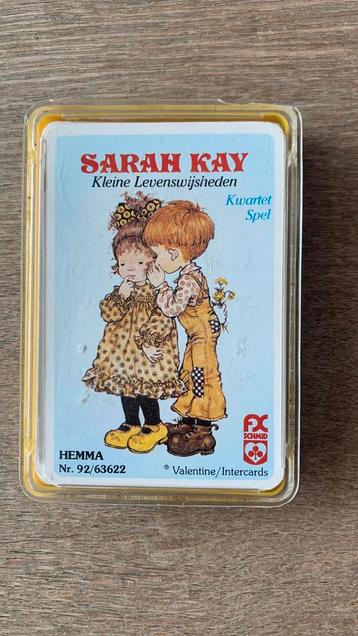 SARAH KAY
Kleine Levenswijsheden
Kwartet
Spel
FX
SCHMID
HEMMA
Nr. 92/63622
® Valentine/Intercards